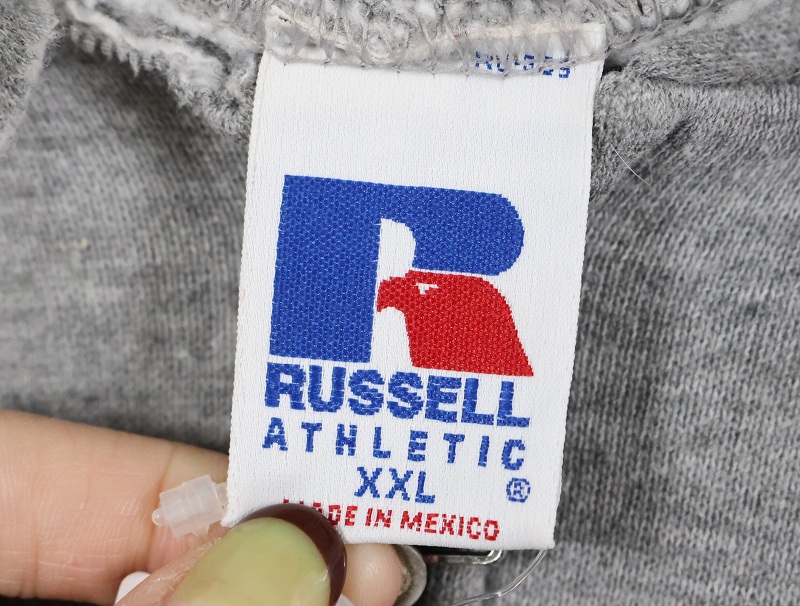 RUSSELL
ATHLETIC
XXL ®
MADE IN MEXICO